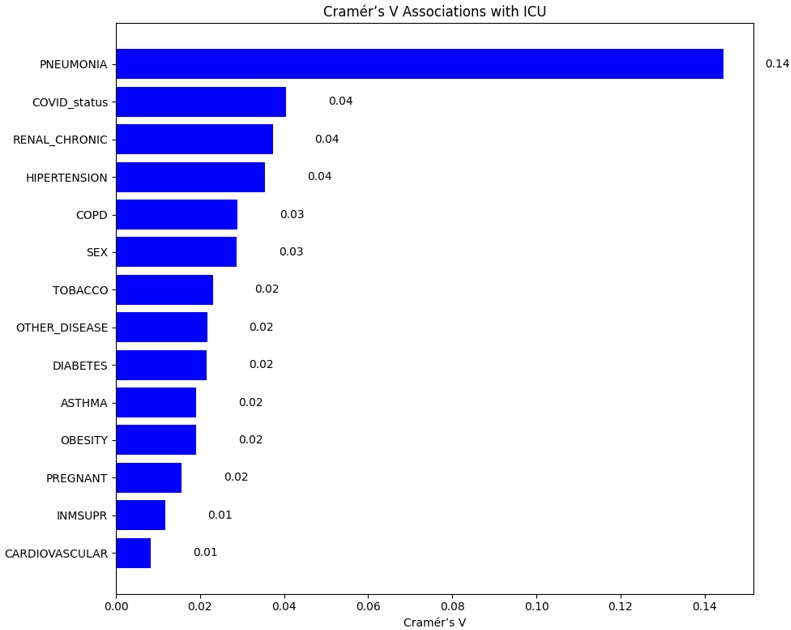 Cramér’s V Associations with ICU
PNEUMONIA 0.14
COVID_status 0.04
RENAL_CHRONIC 0.04
HIPERTENSION 0.04
COPD 0.03
SEX 0.03
TOBACCO 0.02
OTHER_DISEASE 0.02
DIABETES 0.02
ASTHMA 0.02
OBESITY 0.02
PREGNANT 0.02
INMSUPR 0.01
CARDIOVASCULAR 0.01
0.00 0.02 0.04 0.06 0.08 0.10 0.12 0.14
Cramér’s V